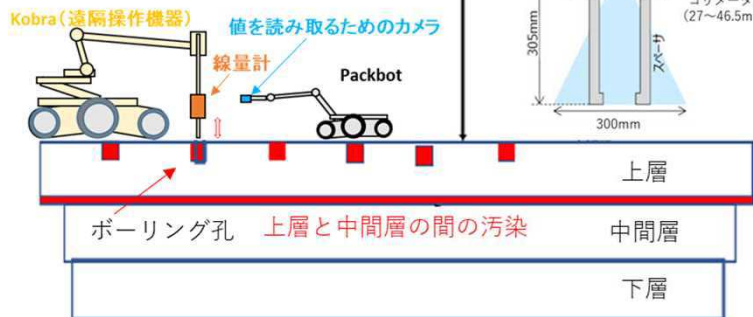 Kobra(遠隔操作機器)
値を読み取るためのカメラ
線量計
Packbot
コリメータ
(27～46.5m
305mm
スペーサ
300mm
上層
ボーリング孔
上層と中間層の間の汚染
中間層
下層